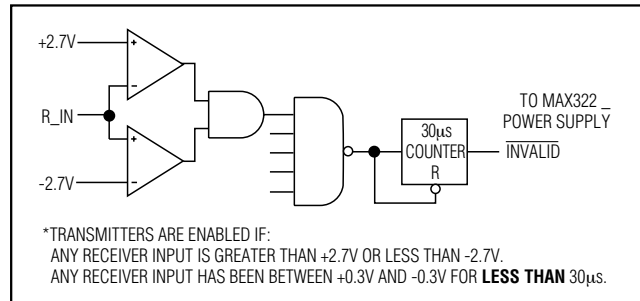 +2.7V
R_IN
-2.7V
30µs
COUNTER
R
TO MAX322 _
POWER SUPPLY
INVALID
*TRANSMITTERS ARE ENABLED IF:
ANY RECEIVER INPUT IS GREATER THAN +2.7V OR LESS THAN -2.7V.
ANY RECEIVER INPUT HAS BEEN BETWEEN +0.3V AND -0.3V FOR LESS THAN 30µs.